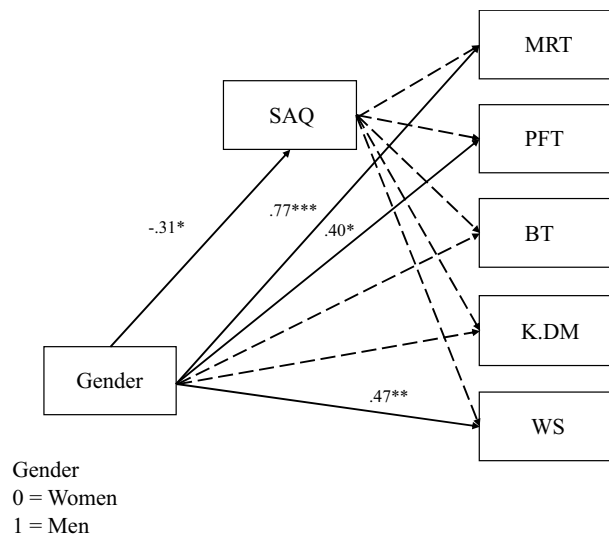 MRT
SAQ
PFT
.77***
-.31*
.40*
BT
K.DM
Gender
.47**
WS
Gender
0 = Women
1 = Men